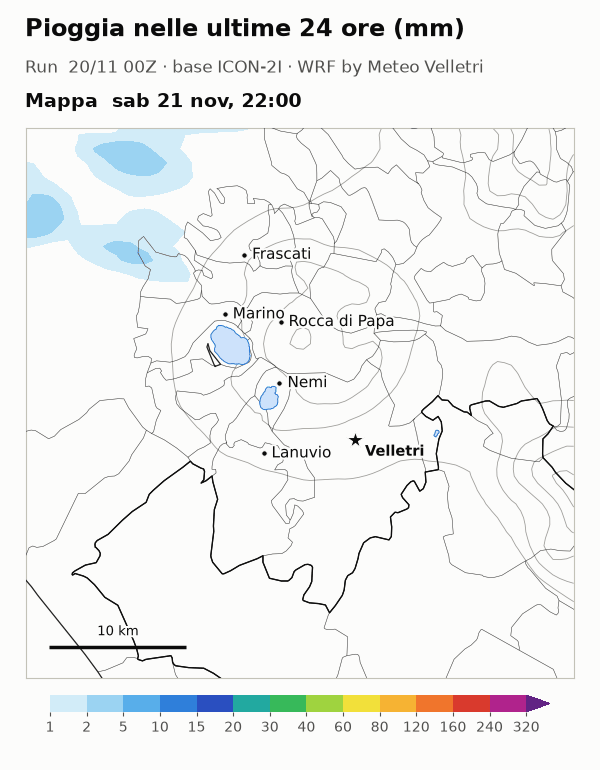 Pioggia nelle ultime 24 ore (mm)
Run  20/11 00Z · base ICON-2I · WRF by Meteo Velletri
Mappa  sab 21 nov, 22:00
Frascati
Marino
Rocca di Papa
Nemi
Velletri
Lanuvio
10 km
1 2 5 10 15 20 30 40 60 80 120 160 240 320